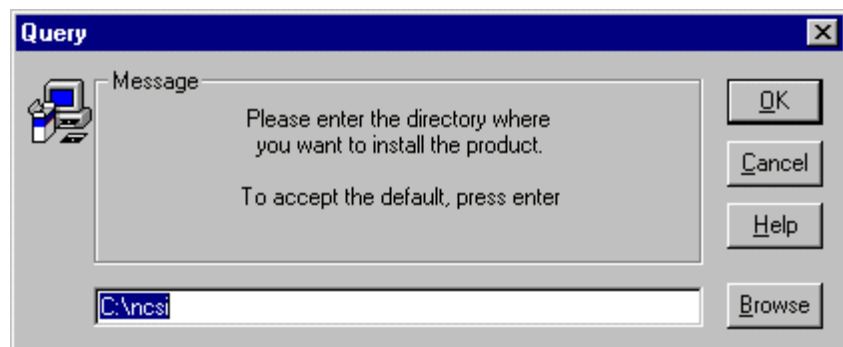 Query
Message
Please enter the directory where
you want to install the product.
To accept the default, press enter
C:\ncsi
OK
Cancel
Help
Browse